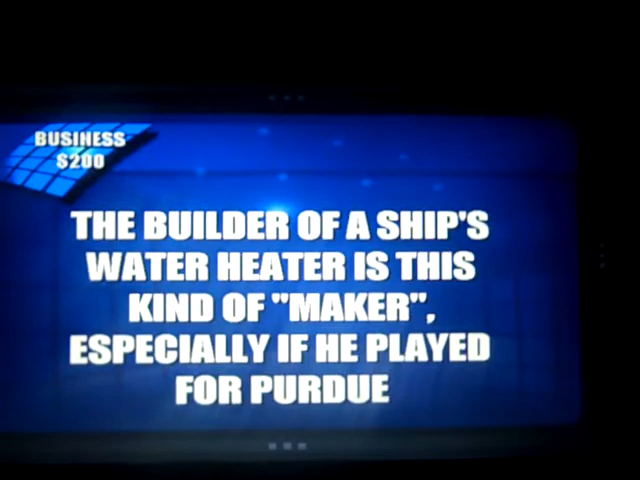 BUSINESS
$200
THE BUILDER OF A SHIP'S
WATER HEATER IS THIS
KIND OF "MAKER",
ESPECIALLY IF HE PLAYED
FOR PURDUE